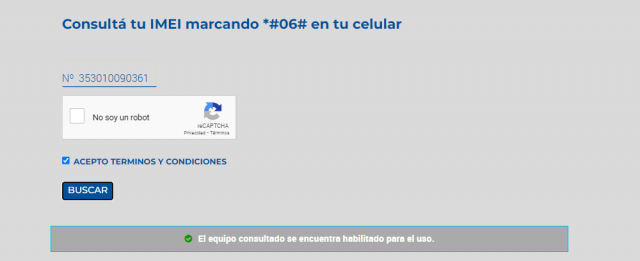 Consultá tu IMEI marcando *#06# en tu celular
Nº 353010090361
No soy un robot
reCAPTCHA
Privacidad - Términos
ACEPTO TERMINOS Y CONDICIONES
BUSCAR
El equipo consultado se encuentra habilitado para el uso.